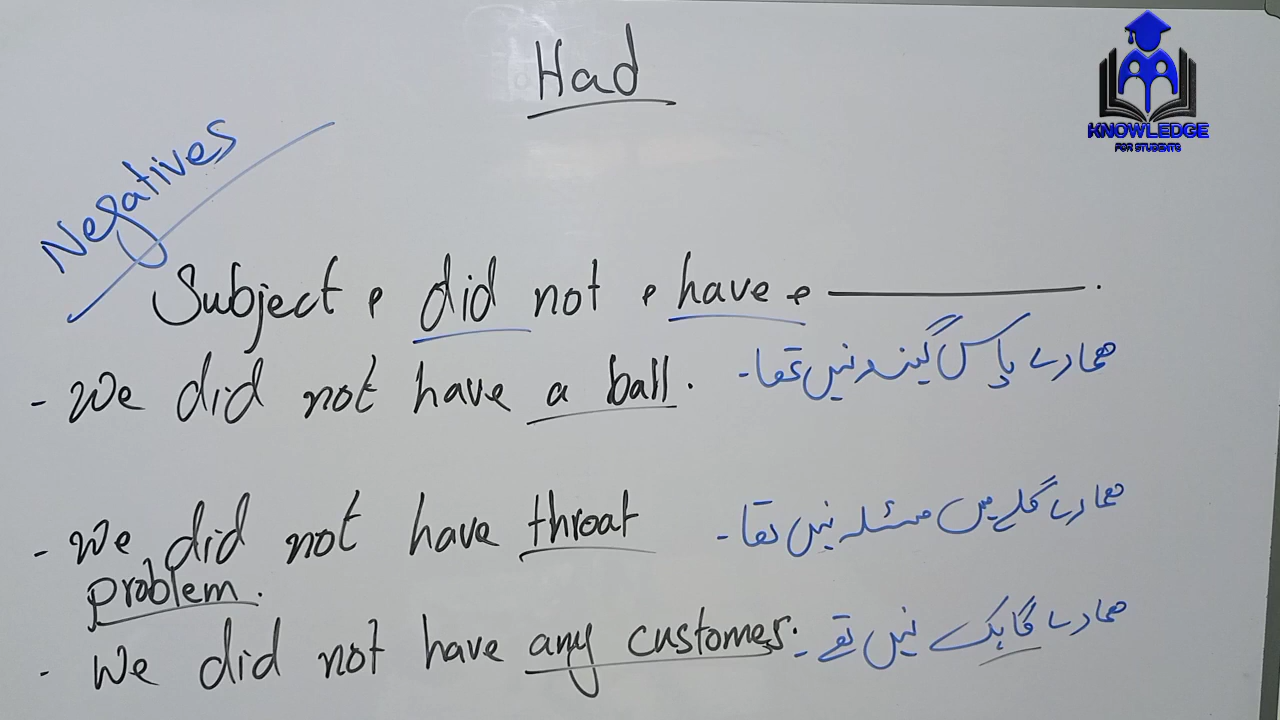 Had
KNOWLEDGE
FOR STUDENTS
Negatives
Subject + did not + have + ________.
- We did not have a ball. ہمارے پاس گیند نہیں تھا۔
- We did not have throat ہمارے گلے میں مسئلہ نہیں تھا۔
problem.
- We did not have any customers. ہمارے گاہک نہیں تھے۔